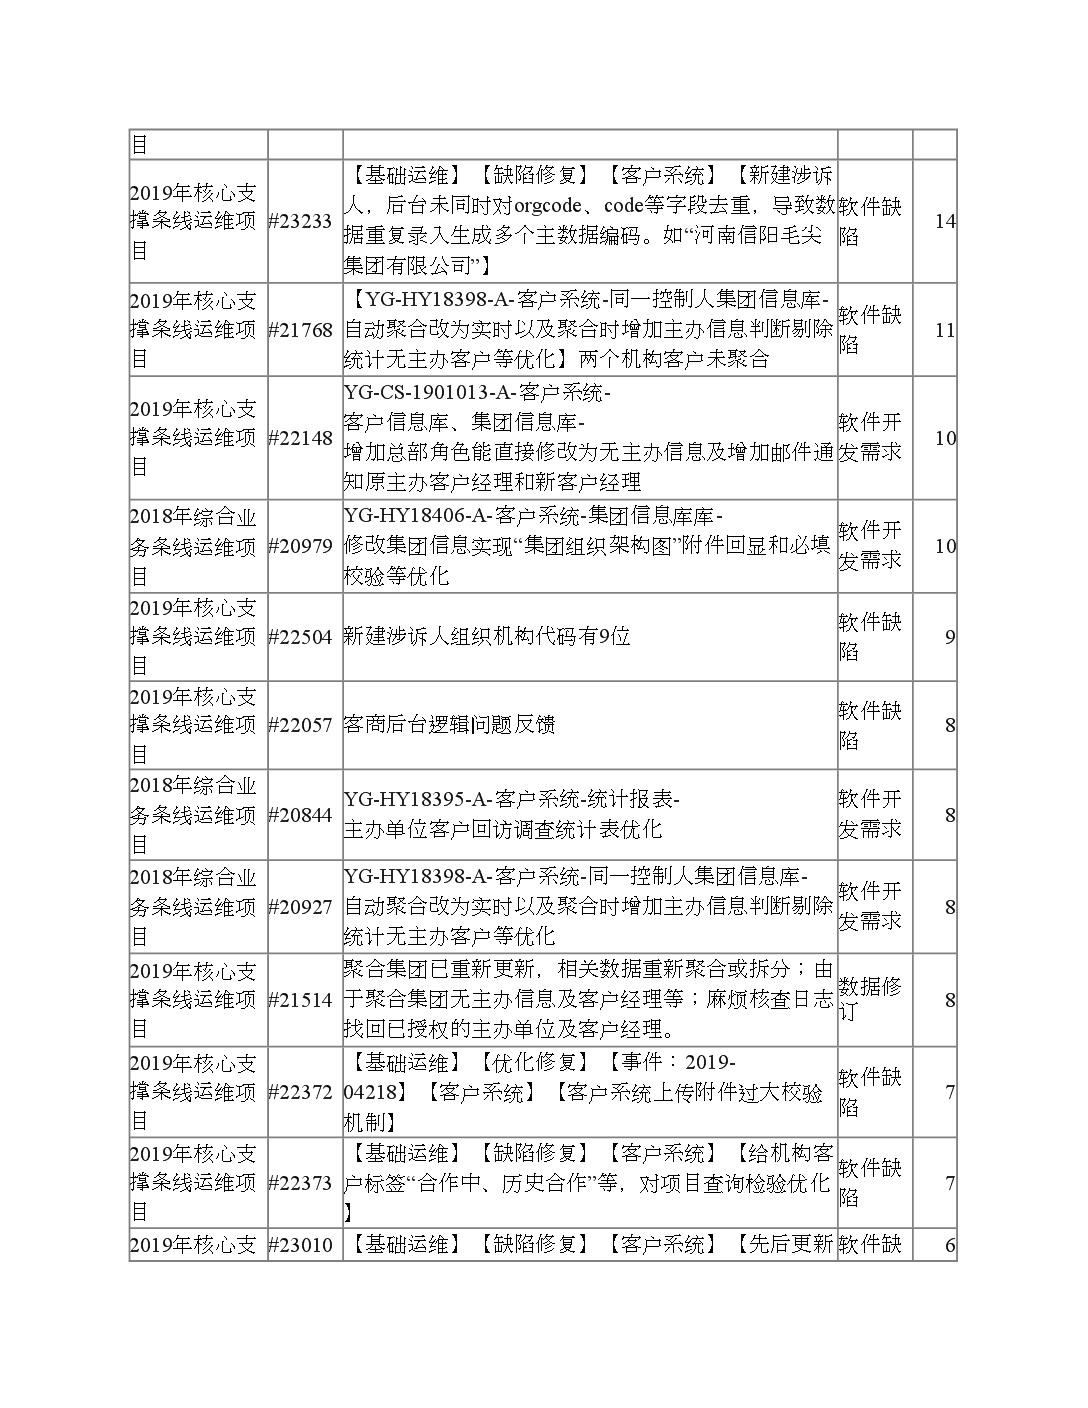 目
2019年核心支
撑条线运维项
目
#23233
【基础运维】【缺陷修复】【客户系统】【新建涉诉
人，后台未同时对orgcode、code等字段去重，导致数
据重复录入生成多个主数据编码。如“河南信阳毛尖
集团有限公司”】
软件缺
陷
14
2019年核心支
撑条线运维项
目
#21768
【YG-HY18398-A-客户系统-同一控制人集团信息库-
自动聚合改为实时以及聚合时增加主办信息判断剔除
统计无主办客户等优化】两个机构客户未聚合
软件缺
陷
11
2019年核心支
撑条线运维项
目
#22148
YG-CS-1901013-A-客户系统-
客户信息库、集团信息库-
增加总部角色能直接修改为无主办信息及增加邮件通
知原主办客户经理和新客户经理
软件开
发需求
10
2018年综合业
务条线运维项
目
#20979
YG-HY18406-A-客户系统-集团信息库库-
修改集团信息实现“集团组织架构图”附件回显和必填
校验等优化
软件开
发需求
10
2019年核心支
撑条线运维项
目
#22504
新建涉诉人组织机构代码有9位
软件缺
陷
9
2019年核心支
撑条线运维项
目
#22057
客商后台逻辑问题反馈
软件缺
陷
8
2018年综合业
务条线运维项
目
#20844
YG-HY18395-A-客户系统-统计报表-
主办单位客户回访调查统计表优化
软件开
发需求
8
2018年综合业
务条线运维项
目
#20927
YG-HY18398-A-客户系统-同一控制人集团信息库-
自动聚合改为实时以及聚合时增加主办信息判断剔除
统计无主办客户等优化
软件开
发需求
8
2019年核心支
撑条线运维项
目
#21514
聚合集团已重新更新，相关数据重新聚合或拆分；由
于聚合集团无主办信息及客户经理等；麻烦核查日志
找回已授权的主办单位及客户经理。
数据修
订
8
2019年核心支
撑条线运维项
目
#22372
【基础运维】【优化修复】【事件：2019-
04218】【客户系统】【客户系统上传附件过大校验
机制】
软件缺
陷
7
2019年核心支
撑条线运维项
目
#22373
【基础运维】【缺陷修复】【客户系统】【给机构客
户标签“合作中、历史合作”等，对项目查询检验优化
】
软件缺
陷
7
2019年核心支
#23010
【基础运维】【缺陷修复】【客户系统】【先后更新
软件缺
6